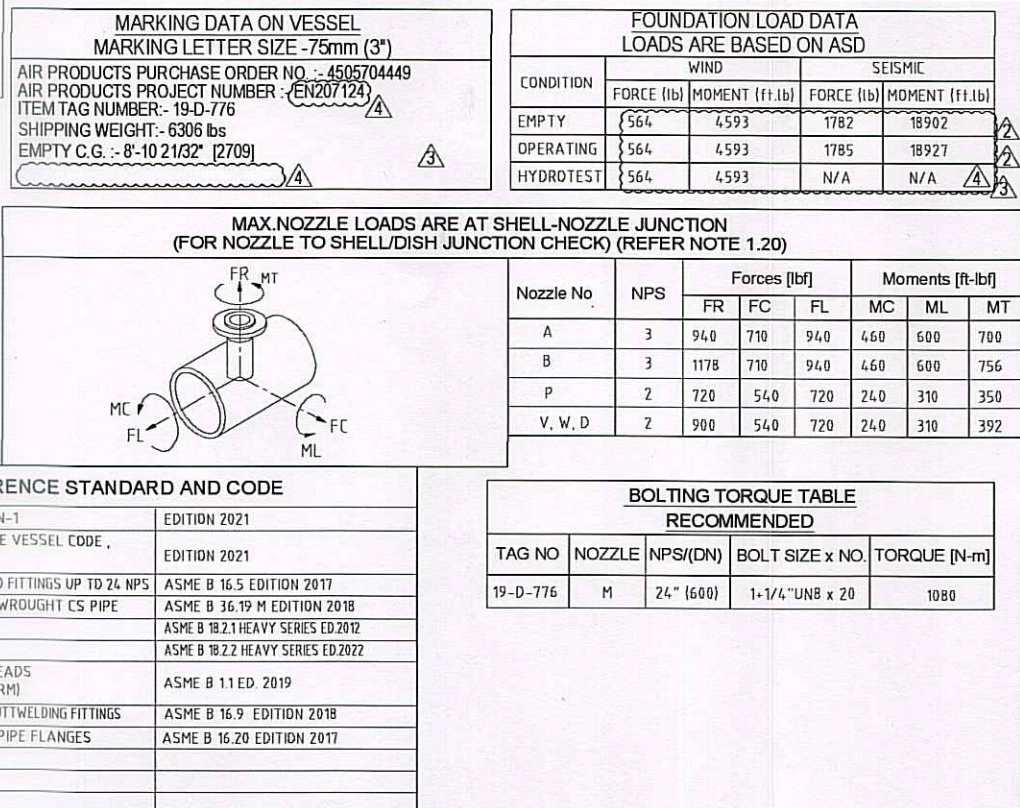 MARKING DATA ON VESSEL
MARKING LETTER SIZE -75mm (3")
AIR PRODUCTS PURCHASE ORDER NO. :- 4505704449
AIR PRODUCTS PROJECT NUMBER :-EN207124
ITEM TAG NUMBER:- 19-D-776
4
SHIPPING WEIGHT:- 6306 lbs
EMPTY C.G. :- 8'-10 21/32" [2709]
3
4
FOUNDATION LOAD DATA
LOADS ARE BASED ON ASD
CONDITION WIND SEISMIC
FORCE (lb) MOMENT (ft.lb) FORCE (lb) MOMENT (ft.lb)
EMPTY 564 4593 1782 18902 2
OPERATING 564 4593 1785 18927 2
HYDROTEST 564 4593 N/A N/A 4 3
MAX.NOZZLE LOADS ARE AT SHELL-NOZZLE JUNCTION
(FOR NOZZLE TO SHELL/DISH JUNCTION CHECK) (REFER NOTE 1.20)
FR MT
MC
FL
FC
ML
Nozzle No NPS Forces [lbf] Moments [ft-lbf]
FR FC FL MC ML MT
A 3 940 710 940 460 600 700
B 3 1178 710 940 460 600 756
P 2 720 540 720 240 310 350
V, W, D 2 900 540 720 240 310 392
RENCE STANDARD AND CODE
N-1 EDITION 2021
E VESSEL CODE , EDITION 2021
D FITTINGS UP TO 24 NPS ASME B 16.5 EDITION 2017
WROUGHT CS PIPE ASME B 36.19 M EDITION 2018
ASME B 18.2.1 HEAVY SERIES ED.2012
ASME B 18.2.2 HEAVY SERIES ED.2022
EADS
RM) ASME B 1.1 ED. 2019
UTTWELDING FITTINGS ASME B 16.9 EDITION 2018
PIPE FLANGES ASME B 16.20 EDITION 2017
BOLTING TORQUE TABLE
RECOMMENDED
TAG NO NOZZLE NPS/(DN) BOLT SIZE x NO. TORQUE [N-m]
19-D-776 M 24" (600) 1+1/4"UN8 x 20 1080